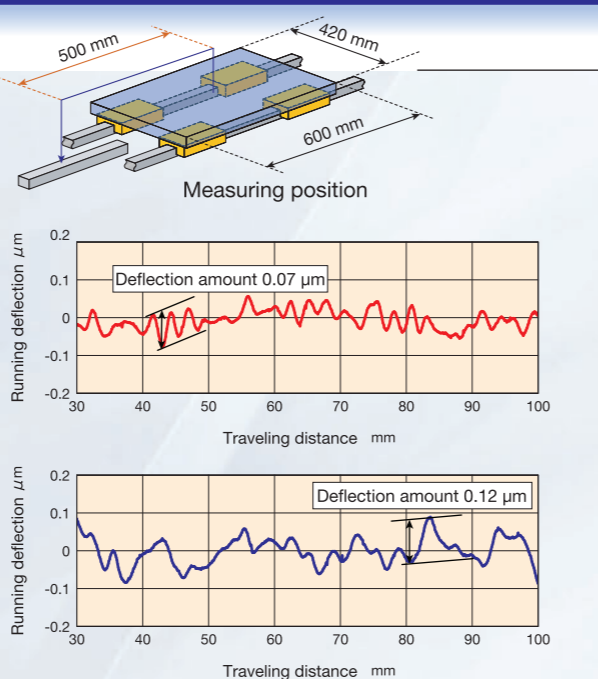 500 mm
420 mm
600 mm
Measuring position
Running deflection μm
0.2
0.1
0
-0.1
-0.2
Deflection amount 0.07 μm
30 40 50 60 70 80 90 100
Traveling distance mm
Running deflection μm
0.2
0.1
0
-0.1
-0.2
Deflection amount 0.12 μm
30 40 50 60 70 80 90 100
Traveling distance mm